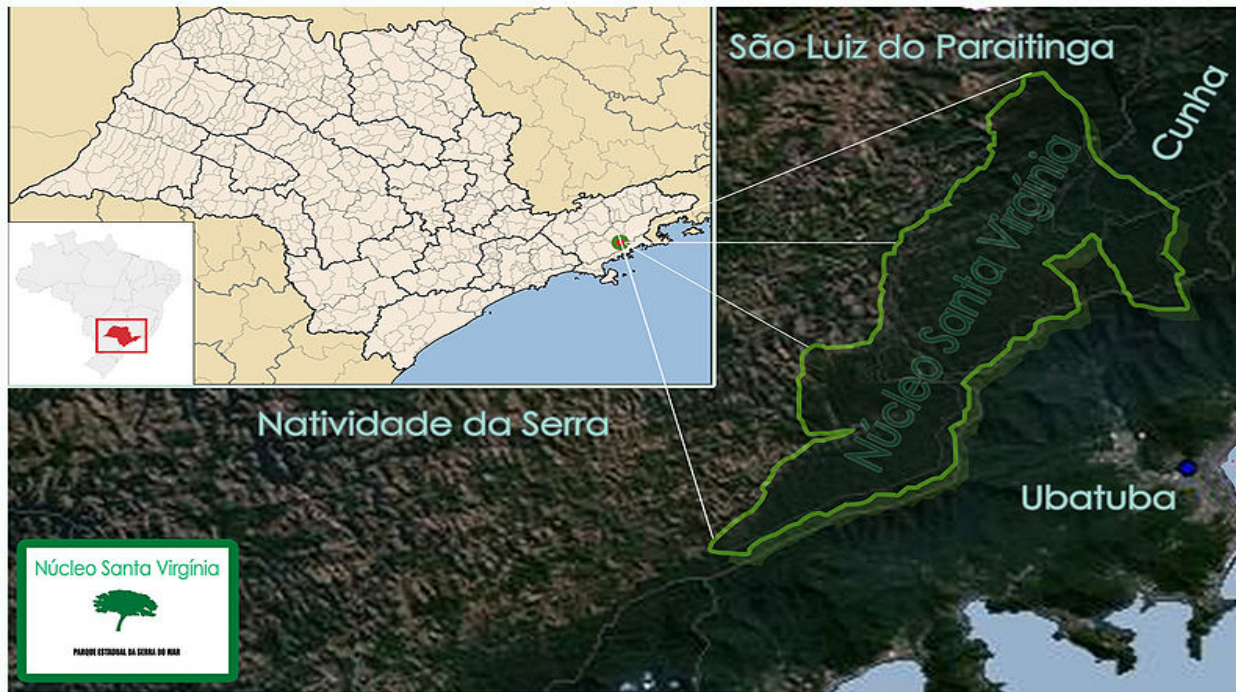 São Luiz do Paraitinga
Cunha
Núcleo Santa Virgínia
Natividade da Serra
Ubatuba
Núcleo Santa Virgínia
PARQUE ESTADUAL DA SERRA DO MAR